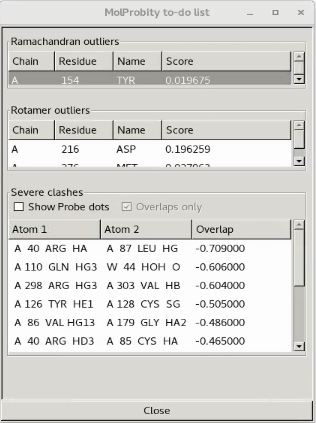 MolProbity to-do list
Ramachandran outliers
Chain Residue Name Score
A 154 TYR 0.019675
Rotamer outliers
Chain Residue Name Score
A 216 ASP 0.196259
A 276 MET
Severe clashes
Show Probe dots Overlaps only
Atom 1 Atom 2 Overlap
A 40 ARG HA A 87 LEU HG -0.709000
A 110 GLN HG3 W 44 HOH O -0.606000
A 298 ARG HG3 A 303 VAL HB -0.604000
A 126 TYR HE1 A 128 CYS SG -0.505000
A 86 VAL HG13 A 179 GLY HA2 -0.486000
A 40 ARG HD3 A 85 CYS HA -0.465000
Close